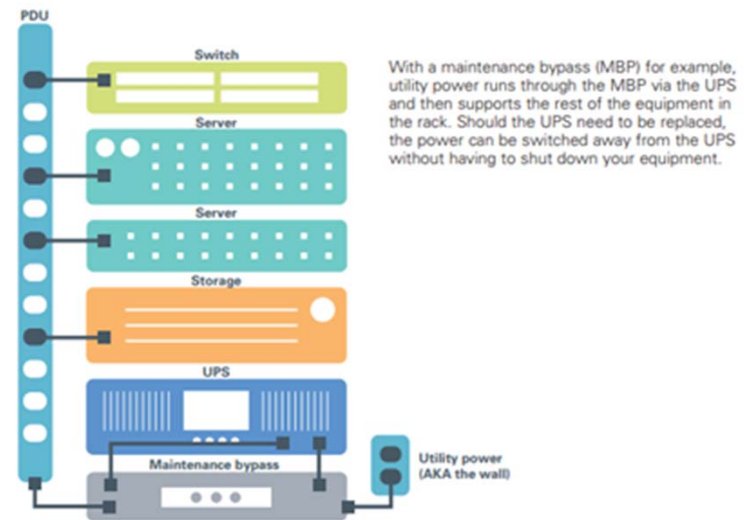 PDU
Switch
With a maintenance bypass (MBP) for example,
utility power runs through the MBP via the UPS
and then supports the rest of the equipment in
the rack. Should the UPS need to be replaced,
the power can be switched away from the UPS
without having to shut down your equipment.
Server
Server
Storage
UPS
Maintenance bypass
Utility power
(AKA the wall)